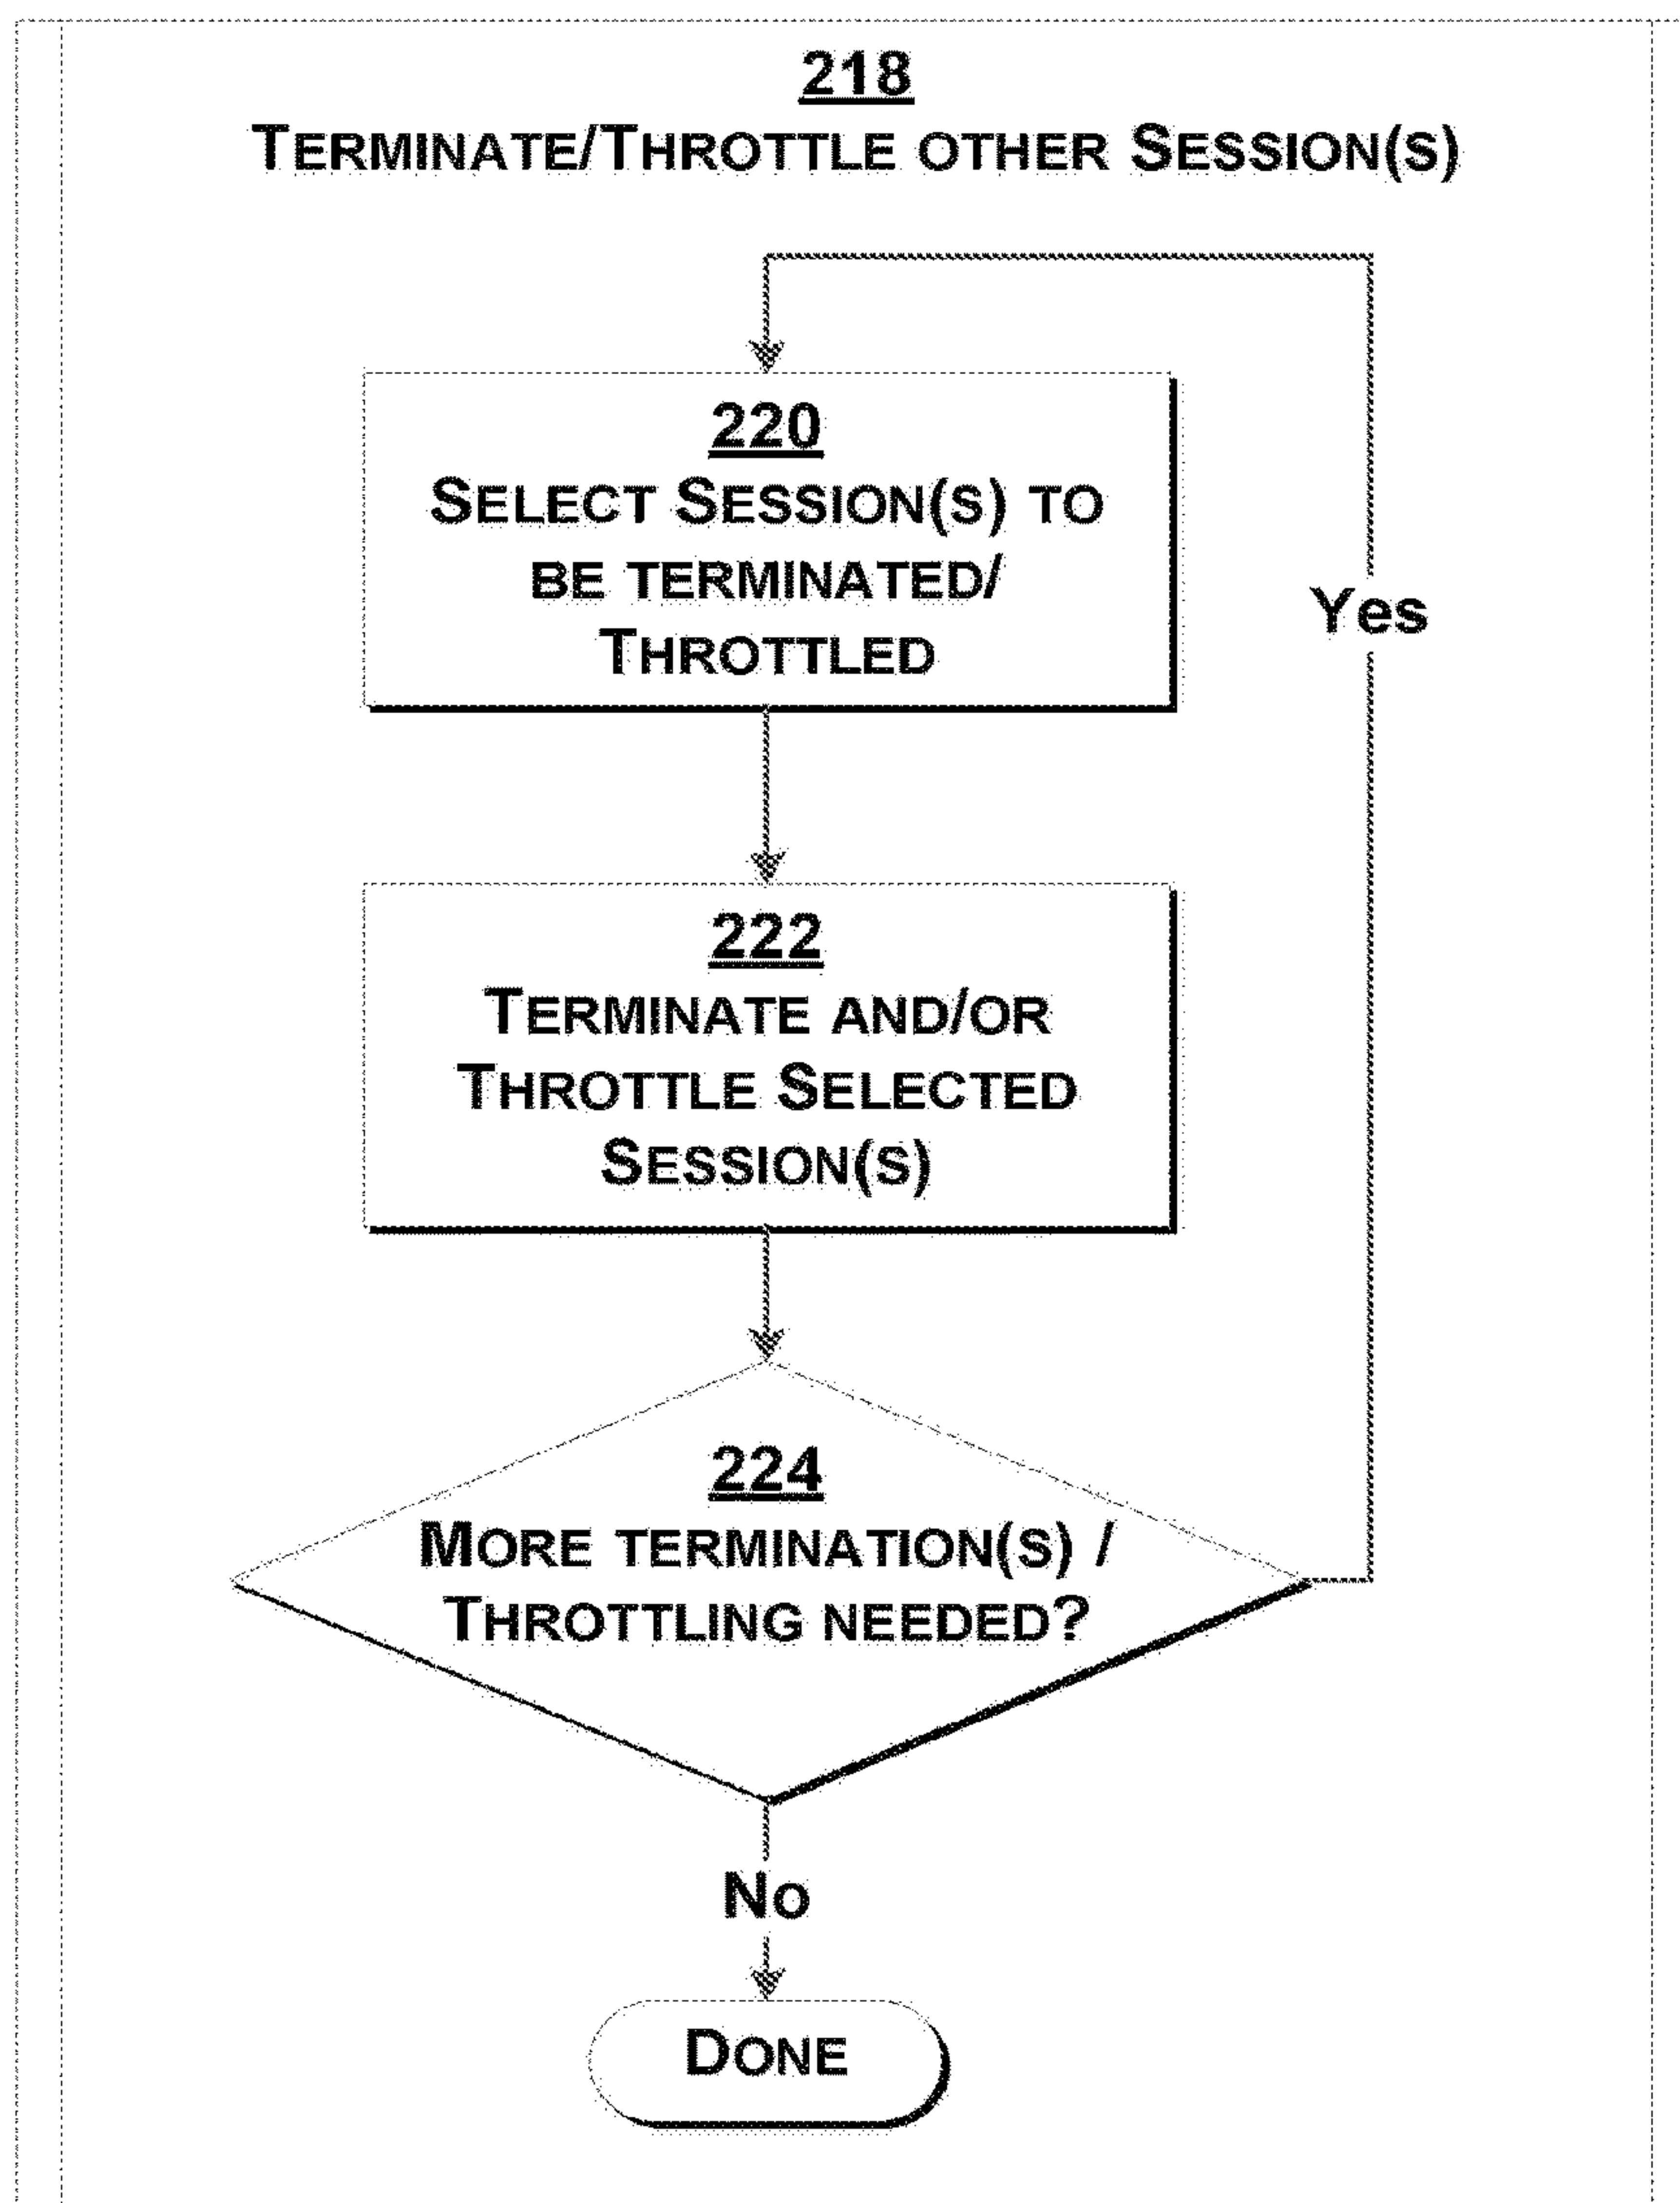 218
TERMINATE/THROTTLE OTHER SESSION(S)
220
SELECT SESSION(S) TO
BE TERMINATED/
THROTTLED
Yes
222
TERMINATE AND/OR
THROTTLE SELECTED
SESSION(S)
224
MORE TERMINATION(S) /
THROTTLING NEEDED?
NO
DONE